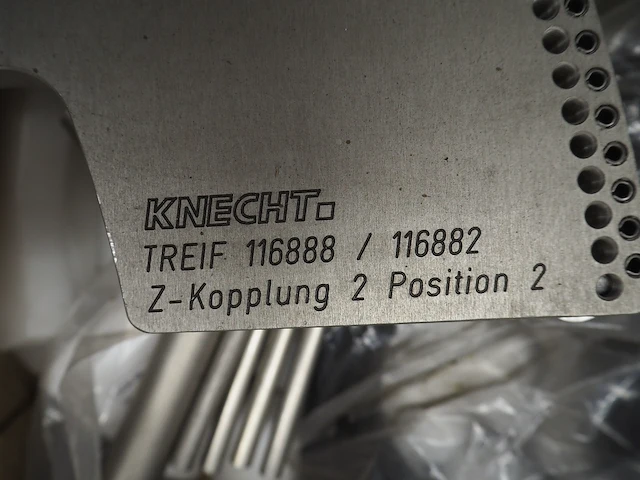 KNECHT.
TREIF 116888 / 116882
Z-Kopplung 2 Position 2